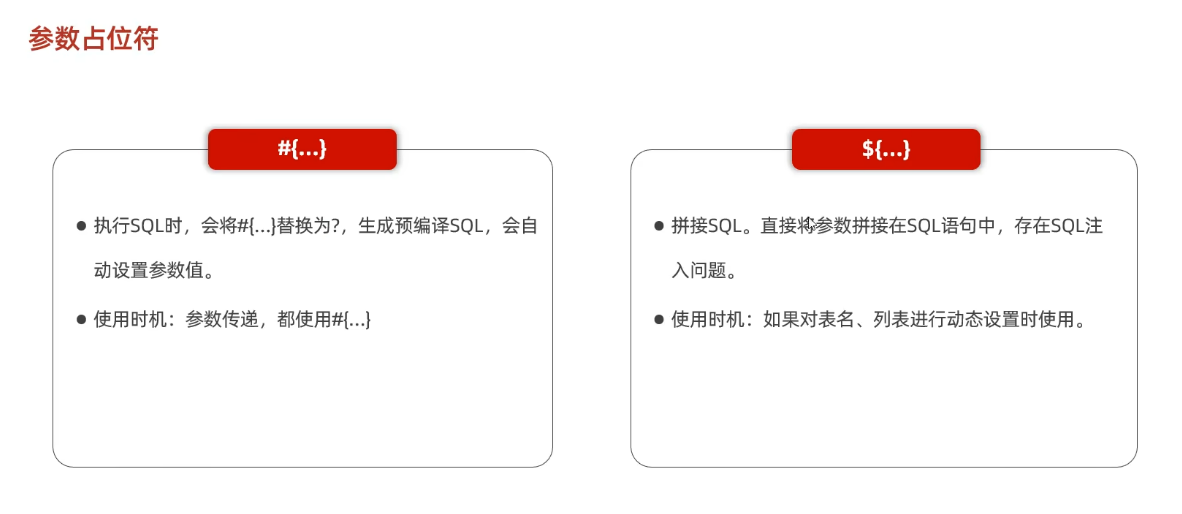 参数占位符
#{…}
执行SQL时，会将#{…}替换为?，生成预编译SQL，会自
动设置参数值。
使用时机：参数传递，都使用#{…}
${…}
拼接SQL。直接将参数拼接在SQL语句中，存在SQL注
入问题。
使用时机：如果对表名、列表进行动态设置时使用。